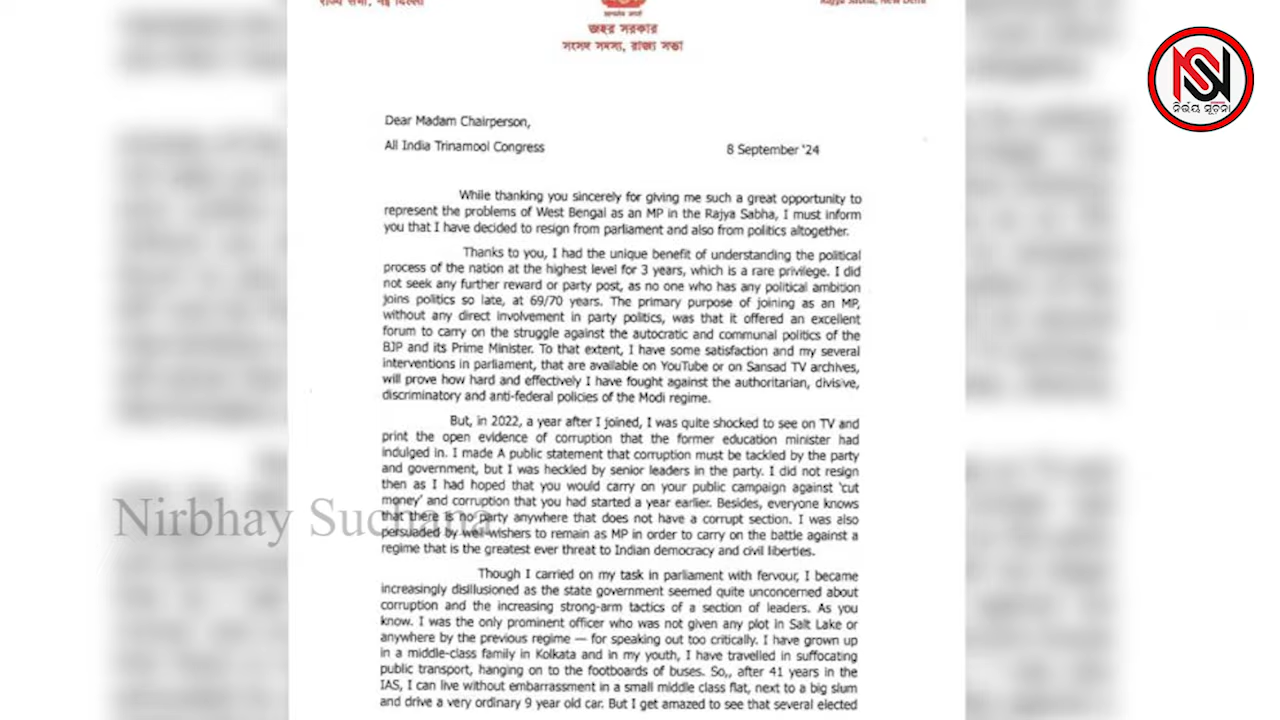 राज्य सभा, नई दिल्ली
Rajya Sabha, New Delhi
জহর সরকার
সংসদ সদস্য, রাজ্য সভা
ନିର୍ଭୟ ସୂଚନା
Dear Madam Chairperson,
All India Trinamool Congress
8 September '24
While thanking you sincerely for giving me such a great opportunity to
represent the problems of West Bengal as an MP in the Rajya Sabha, I must inform
you that I have decided to resign from parliament and also from politics altogether.
Thanks to you, I had the unique benefit of understanding the political
process of the nation at the highest level for 3 years, which is a rare privilege. I did
not seek any further reward or party post, as no one who has any political ambition
joins politics so late, at 69/70 years. The primary purpose of joining as an MP,
without any direct involvement in party politics, was that it offered an excellent
forum to carry on the struggle against the autocratic and communal politics of the
BJP and its Prime Minister. To that extent, I have some satisfaction and my several
interventions in parliament, that are available on YouTube or on Sansad TV archives,
will prove how hard and effectively I have fought against the authoritarian, divisive,
discriminatory and anti-federal policies of the Modi regime.
But, in 2022, a year after I joined, I was quite shocked to see on TV and
print the open evidence of corruption that the former education minister had
indulged in. I made A public statement that corruption must be tackled by the party
and government, but I was heckled by senior leaders in the party. I did not resign
then as I had hoped that you would carry on your public campaign against 'cut
money' and corruption that you had started a year earlier. Besides, everyone knows
that there is no party anywhere that does not have a corrupt section. I was also
persuaded by well wishers to remain as MP in order to carry on the battle against a
regime that is the greatest ever threat to Indian democracy and civil liberties.
Nirbhay Suchana
Though I carried on my task in parliament with fervour, I became
increasingly disillusioned as the state government seemed quite unconcerned about
corruption and the increasing strong-arm tactics of a section of leaders. As you
know. I was the only prominent officer who was not given any plot in Salt Lake or
anywhere by the previous regime — for speaking out too critically. I have grown up
in a middle-class family in Kolkata and in my youth, I have travelled in suffocating
public transport, hanging on to the footboards of buses. So,, after 41 years in the
IAS, I can live without embarrassment in a small middle class flat, next to a big slum
and drive a very ordinary 9 year old car. But I get amazed to see that several elected